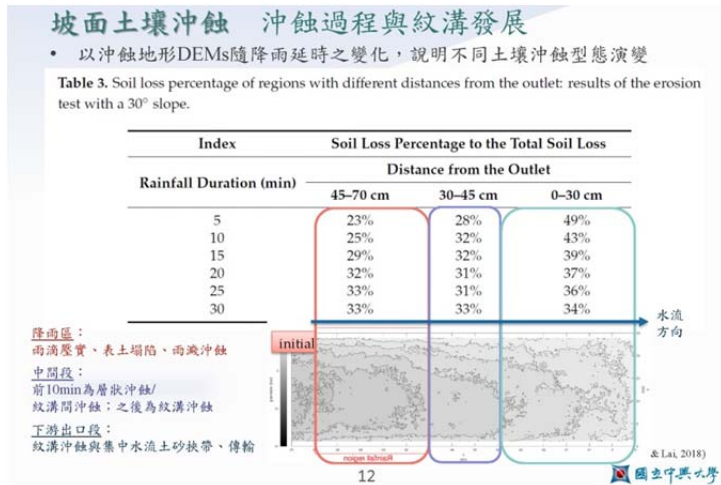 坡面土壤沖蝕 沖蝕過程與紋溝發展
• 以沖蝕地形DEMs隨降雨延時之變化，說明不同土壤沖蝕型態演變
Table 3. Soil loss percentage of regions with different distances from the outlet: results of the erosion
test with a 30° slope.
Index Soil Loss Percentage to the Total Soil Loss
Rainfall Duration (min) Distance from the Outlet
45–70 cm 30–45 cm 0–30 cm
5 23% 28% 49%
10 25% 32% 43%
15 29% 32% 39%
20 32% 31% 37%
25 33% 31% 36%
30 33% 33% 34%
水流
方向
降雨區：
雨滴壓實、表土塌陷、雨濺沖蝕
initial
中間段：
前10min為層狀沖蝕/
紋溝間沖蝕；之後為紋溝沖蝕
下游出口段：
紋溝沖蝕與集中水流土砂挾帶、傳輸
Rainfall region
& Lai, 2018)
12
國立中興大學